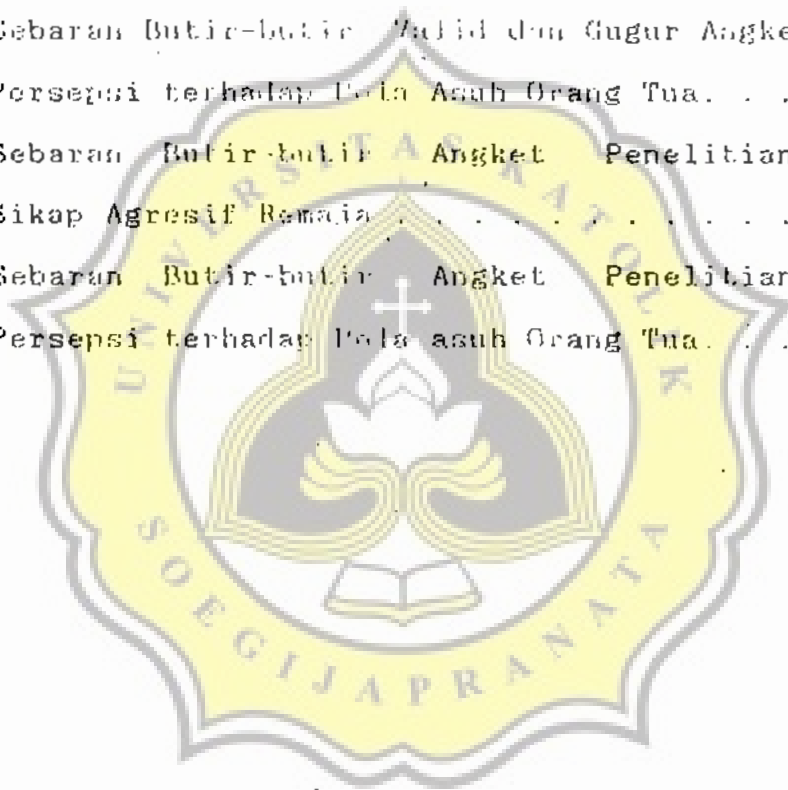 Sebaran Butir-butir Valid dan Gugur Angke
Persepsi terhadap Pola Asuh Orang Tua. . .
Sebaran Butir-butir Angket Penelitian
Sikap Agresif Remaja . . . . . . . . . .
Sebaran Butir-butir Angket Penelitian
Persepsi terhadap Pola asuh Orang Tua. . .
UNIVERSITAS KATOLIK
SOEGIJAPRANATA